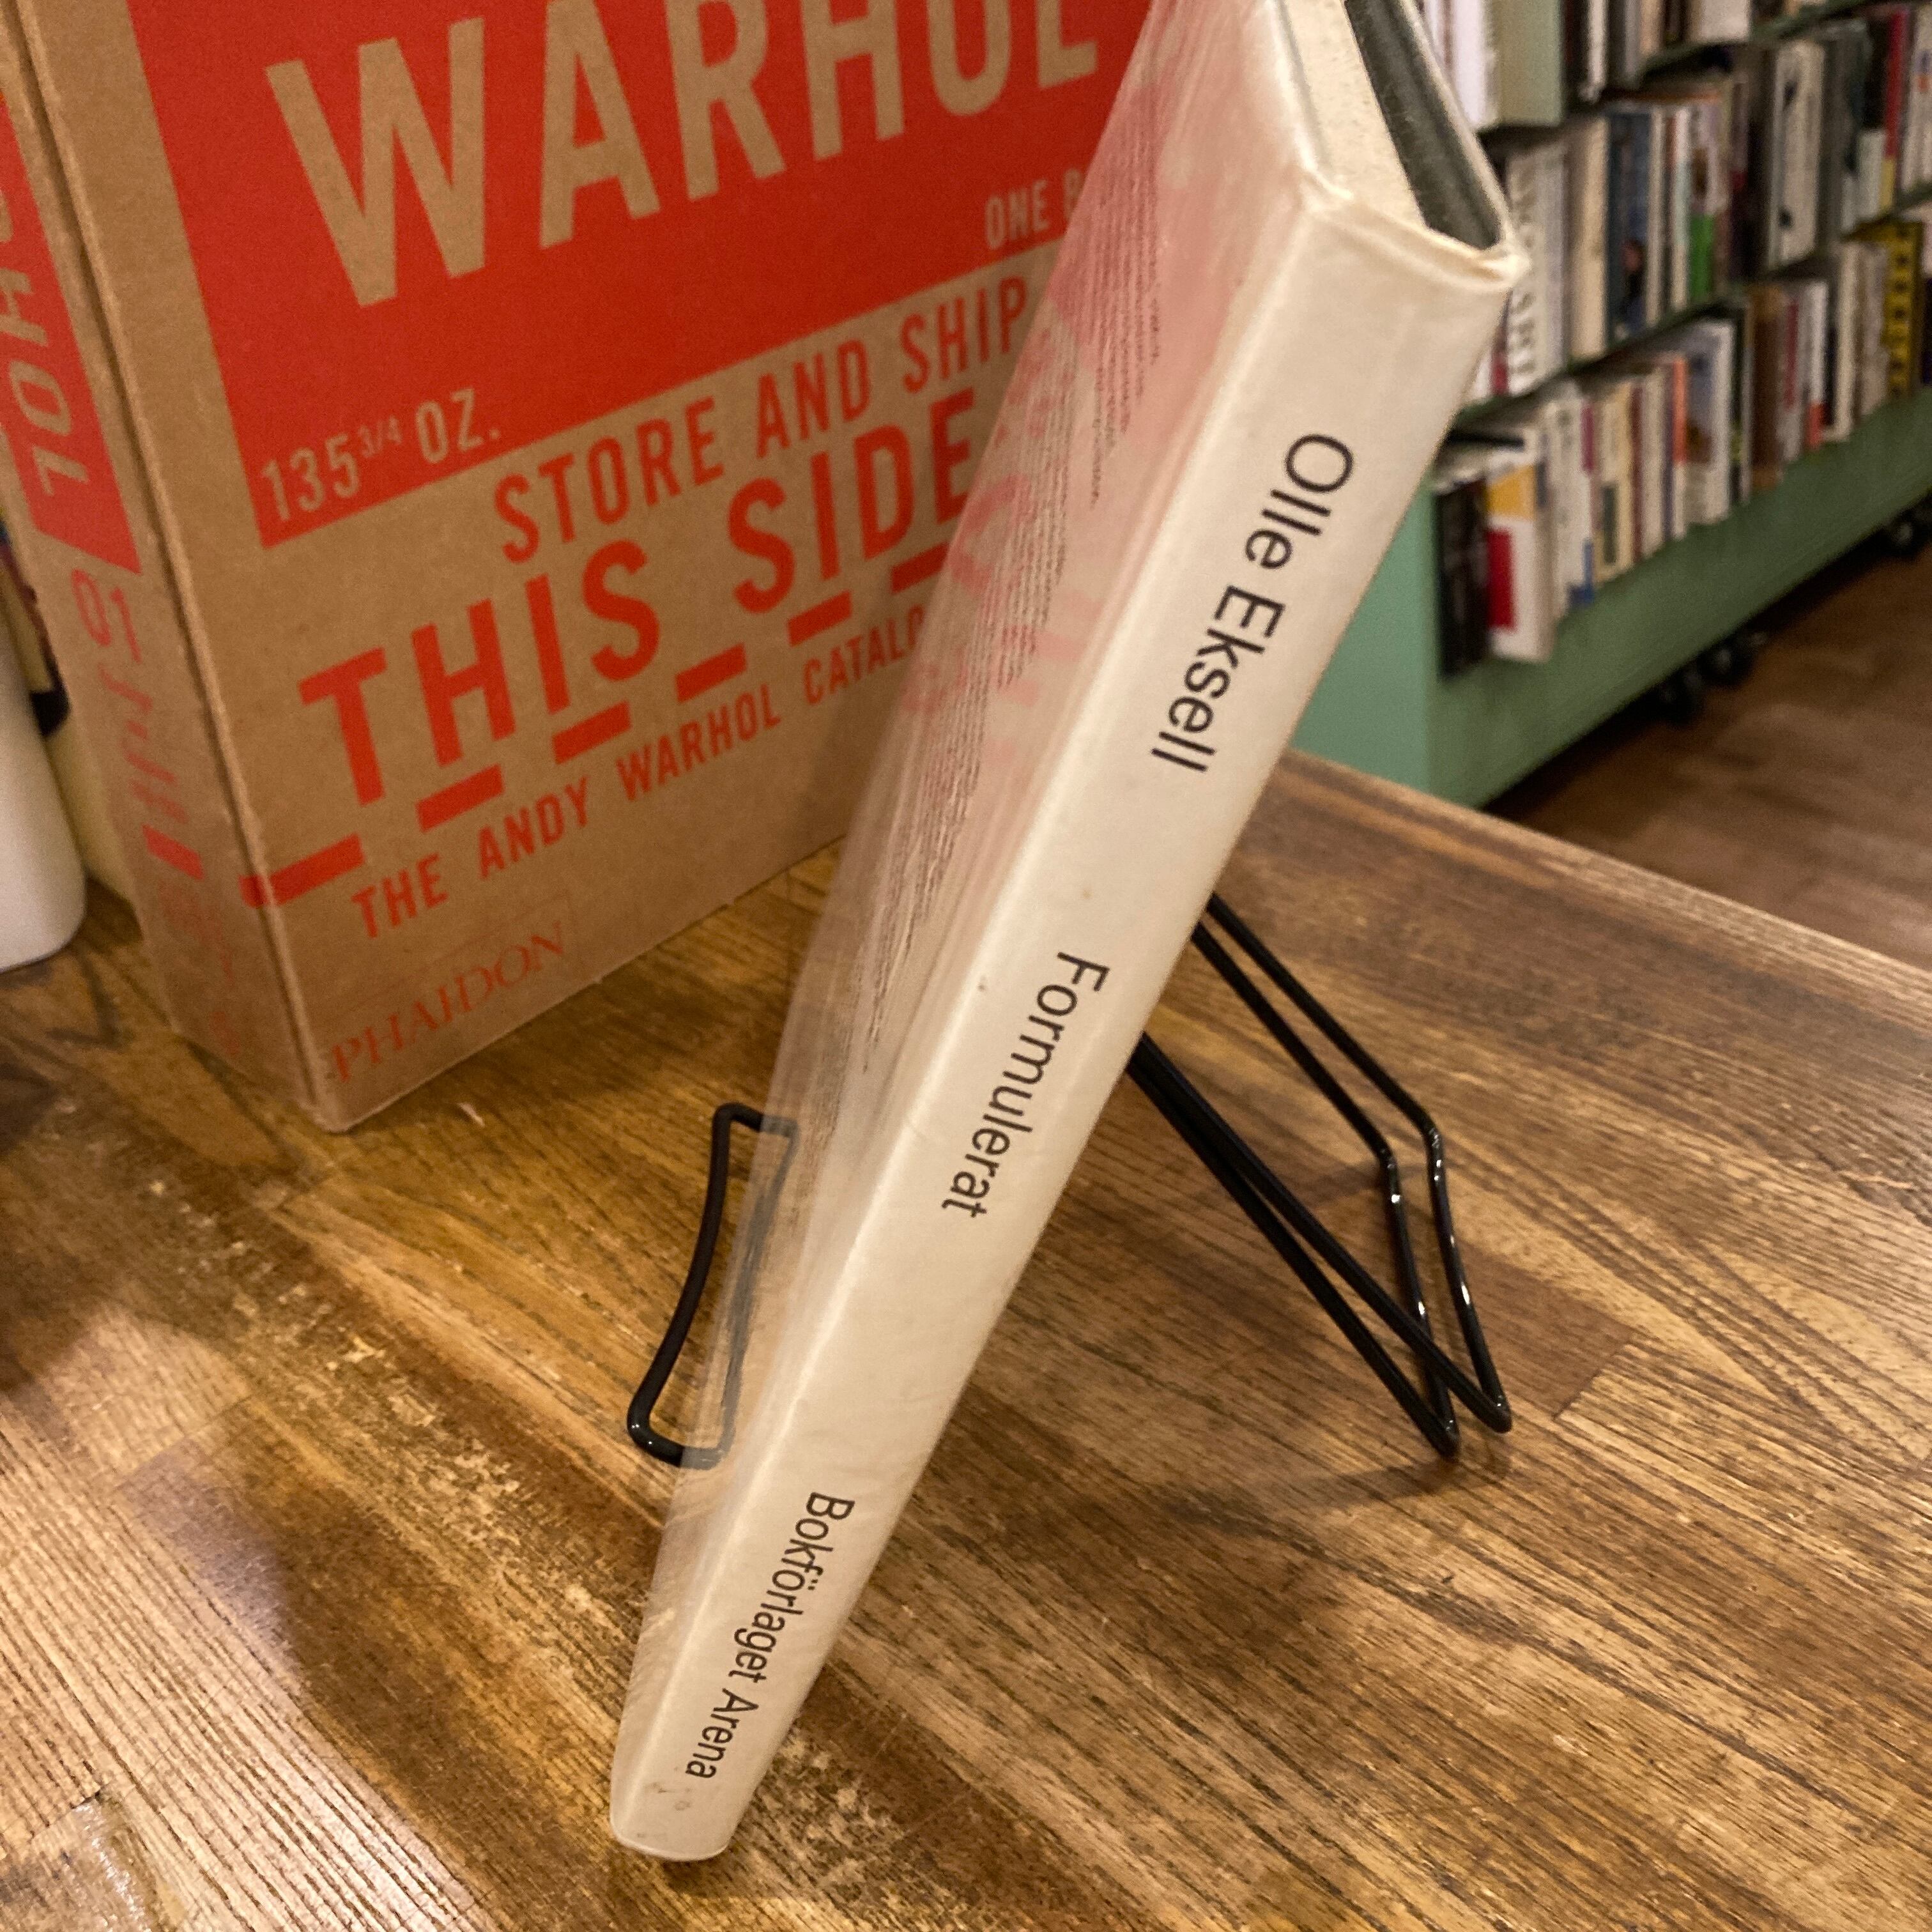 WARHOL
ONE
135 3/4 OZ.
STORE AND SHIP
THIS SIDE
THE ANDY WARHOL
PHAIDON
Olle Eksell
Formulerat
Bokförlaget Arena